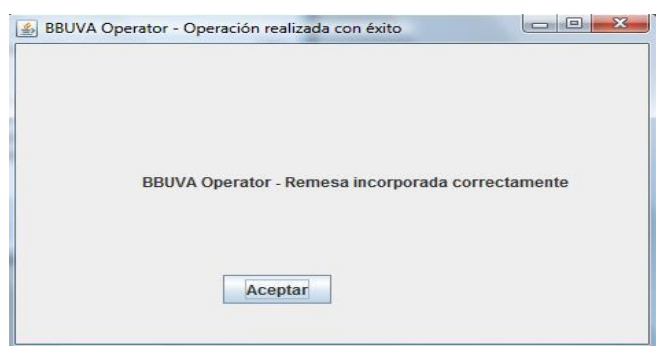 BBUVA Operator - Operación realizada con éxito
BBUVA Operator - Remesa incorporada correctamente
Aceptar